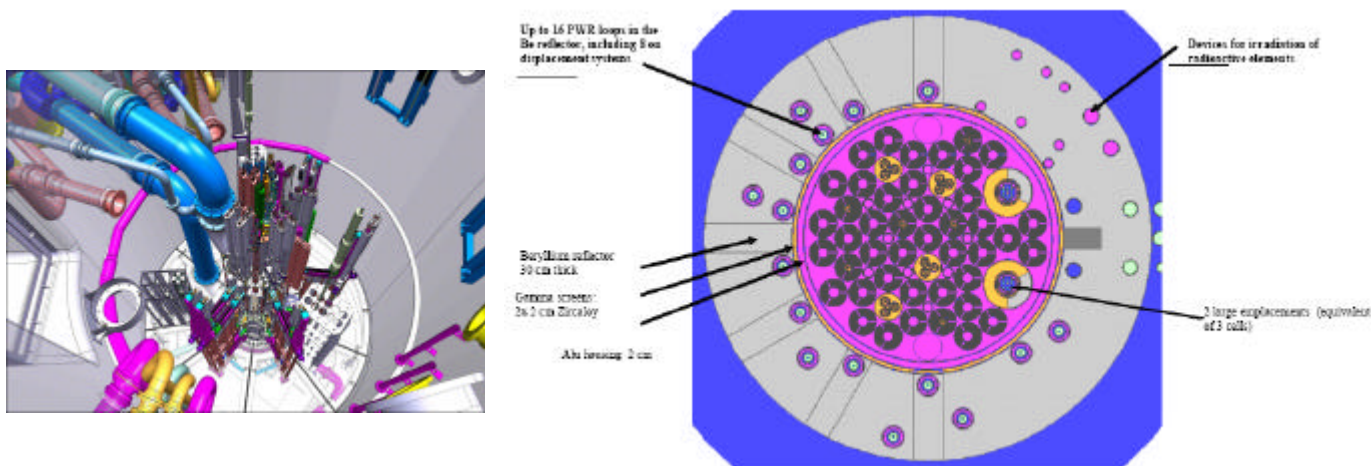 Up to 16 PWR loops in the
Be reflector, including 8 on
displacement systems
Devices for irradiation of
radioactive elements
Beryllium reflector
30 cm thick
Gamma screens:
2x 2 cm Zircaloy
Alu housing 2 cm
2 large emplacements (equivalent
of 3 cells)